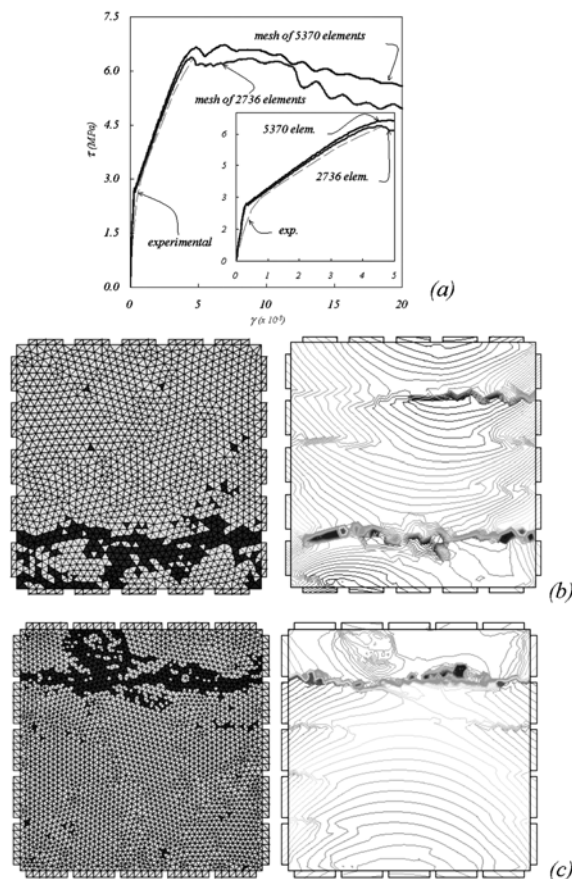 7.5
6.0
4.5
3.0
1.5
0.0
τ (MPa)
mesh of 5370 elements
mesh of 2736 elements
experimental
6
5
3
2
0
5370 elem.
2736 elem.
exp.
0 1 2 3 4 5
0 5 10 15 20
γ (x 10⁻³)
(a)
(b)
(c)